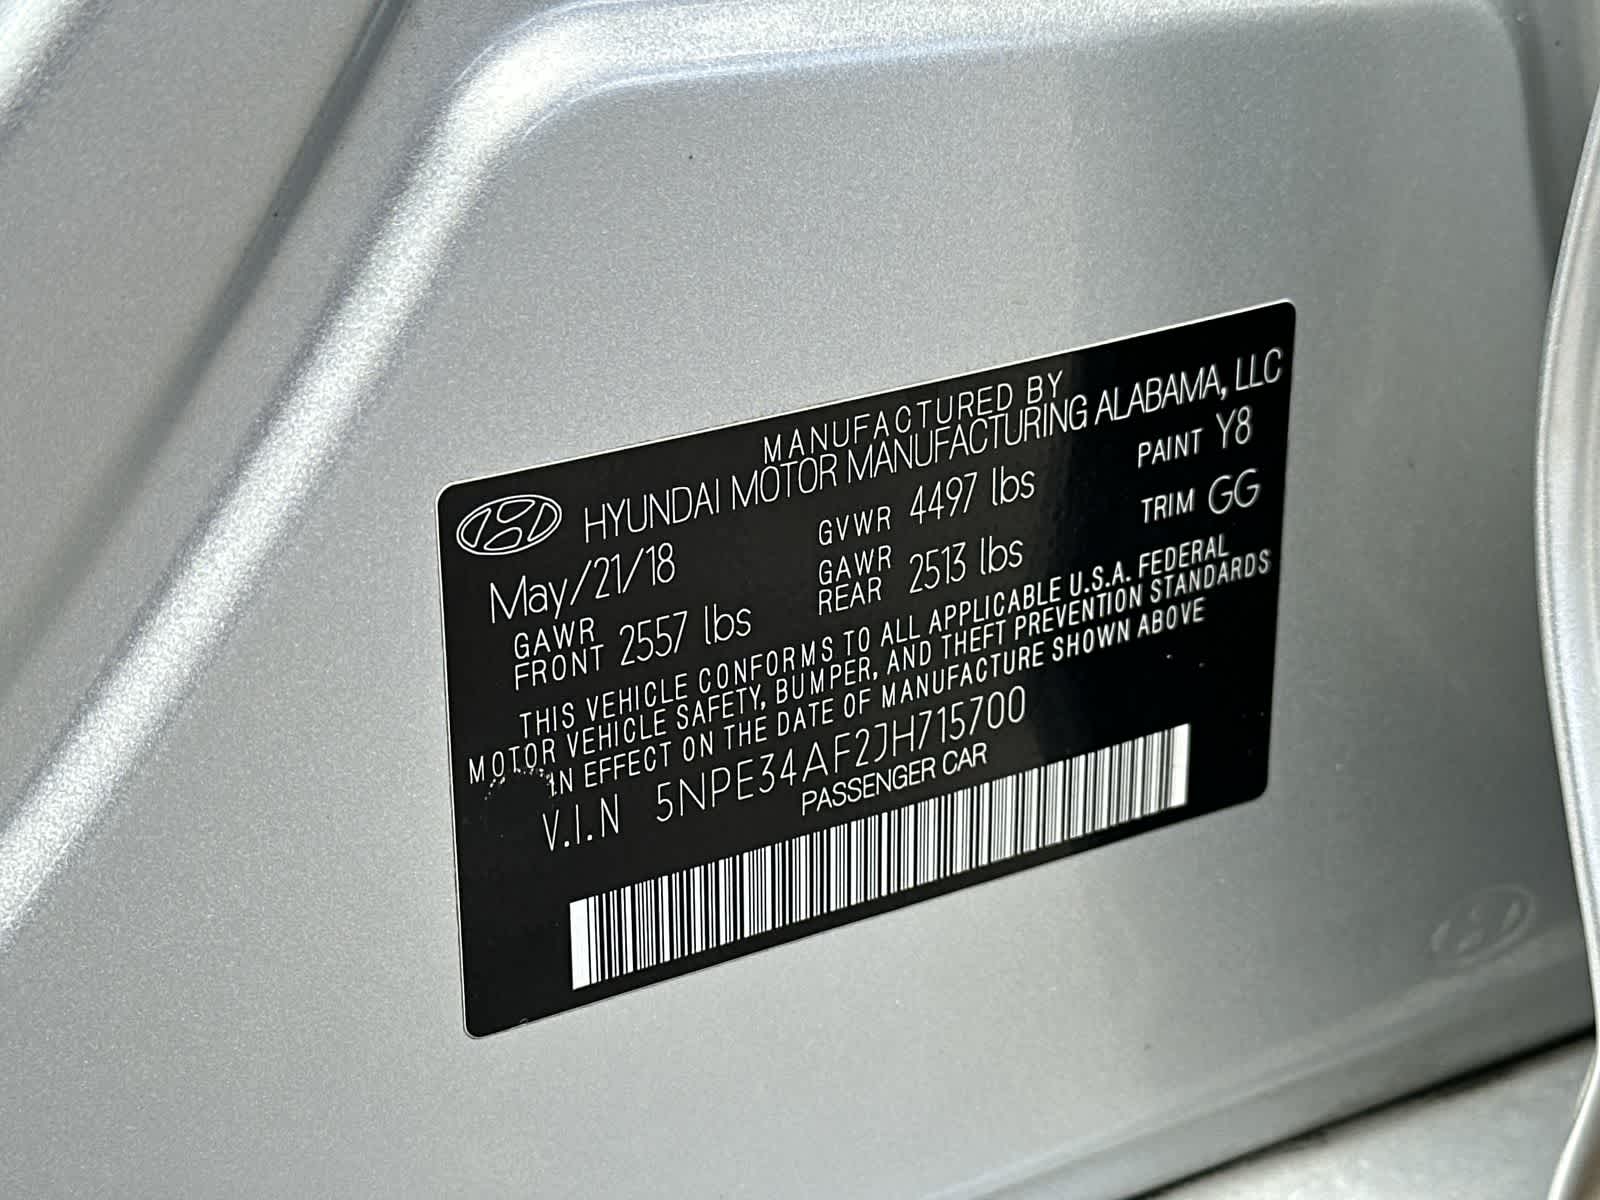 MANUFACTURED BY
HYUNDAI MOTOR MANUFACTURING ALABAMA, LLC
May/21/18 GVWR 4497 lbs PAINT Y8
GAWR FRONT 2557 lbs GAWR REAR 2513 lbs TRIM GG
THIS VEHICLE CONFORMS TO ALL APPLICABLE U.S.A. FEDERAL
MOTOR VEHICLE SAFETY, BUMPER, AND THEFT PREVENTION STANDARDS
IN EFFECT ON THE DATE OF MANUFACTURE SHOWN ABOVE
V.I.N 5NPE34AF2JH715700
PASSENGER CAR